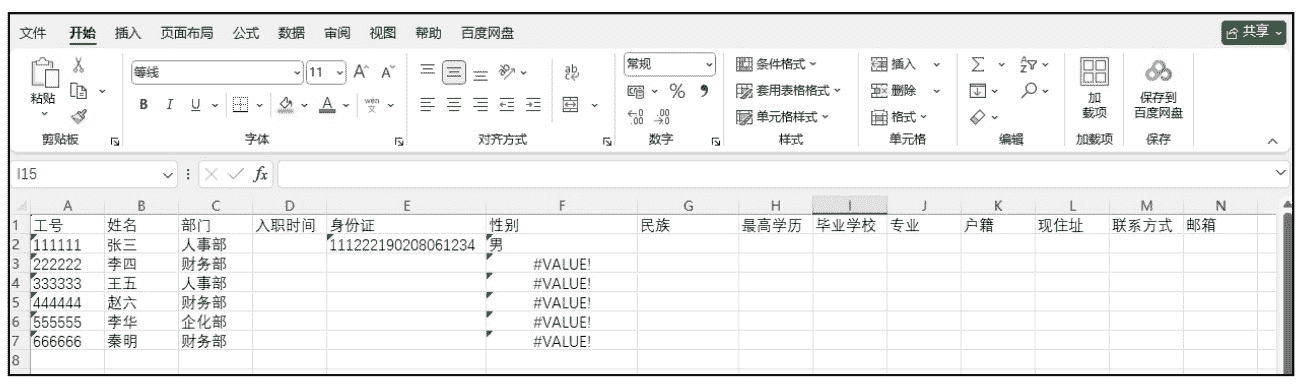 文件 开始 插入 页面布局 公式 数据 审阅 视图 帮助 百度网盘 共享
粘贴 等线 11 A A ab 常规 条件格式 插入 Σ 加载项 保存到百度网盘
B I U A wén文 % 套用表格格式 删除
.00 .00 →0 单元格样式 格式
剪贴板 字体 对齐方式 数字 样式 单元格 编辑 加载项 保存
I15 fx
A B C D E F G H I J K L M N
1 工号 姓名 部门 入职时间 身份证 性别 民族 最高学历 毕业学校 专业 户籍 现住址 联系方式 邮箱
2 111111 张三 人事部 111222190208061234 男
3 222222 李四 财务部 #VALUE!
4 333333 王五 人事部 #VALUE!
5 444444 赵六 财务部 #VALUE!
6 555555 李华 企化部 #VALUE!
7 666666 秦明 财务部 #VALUE!
8